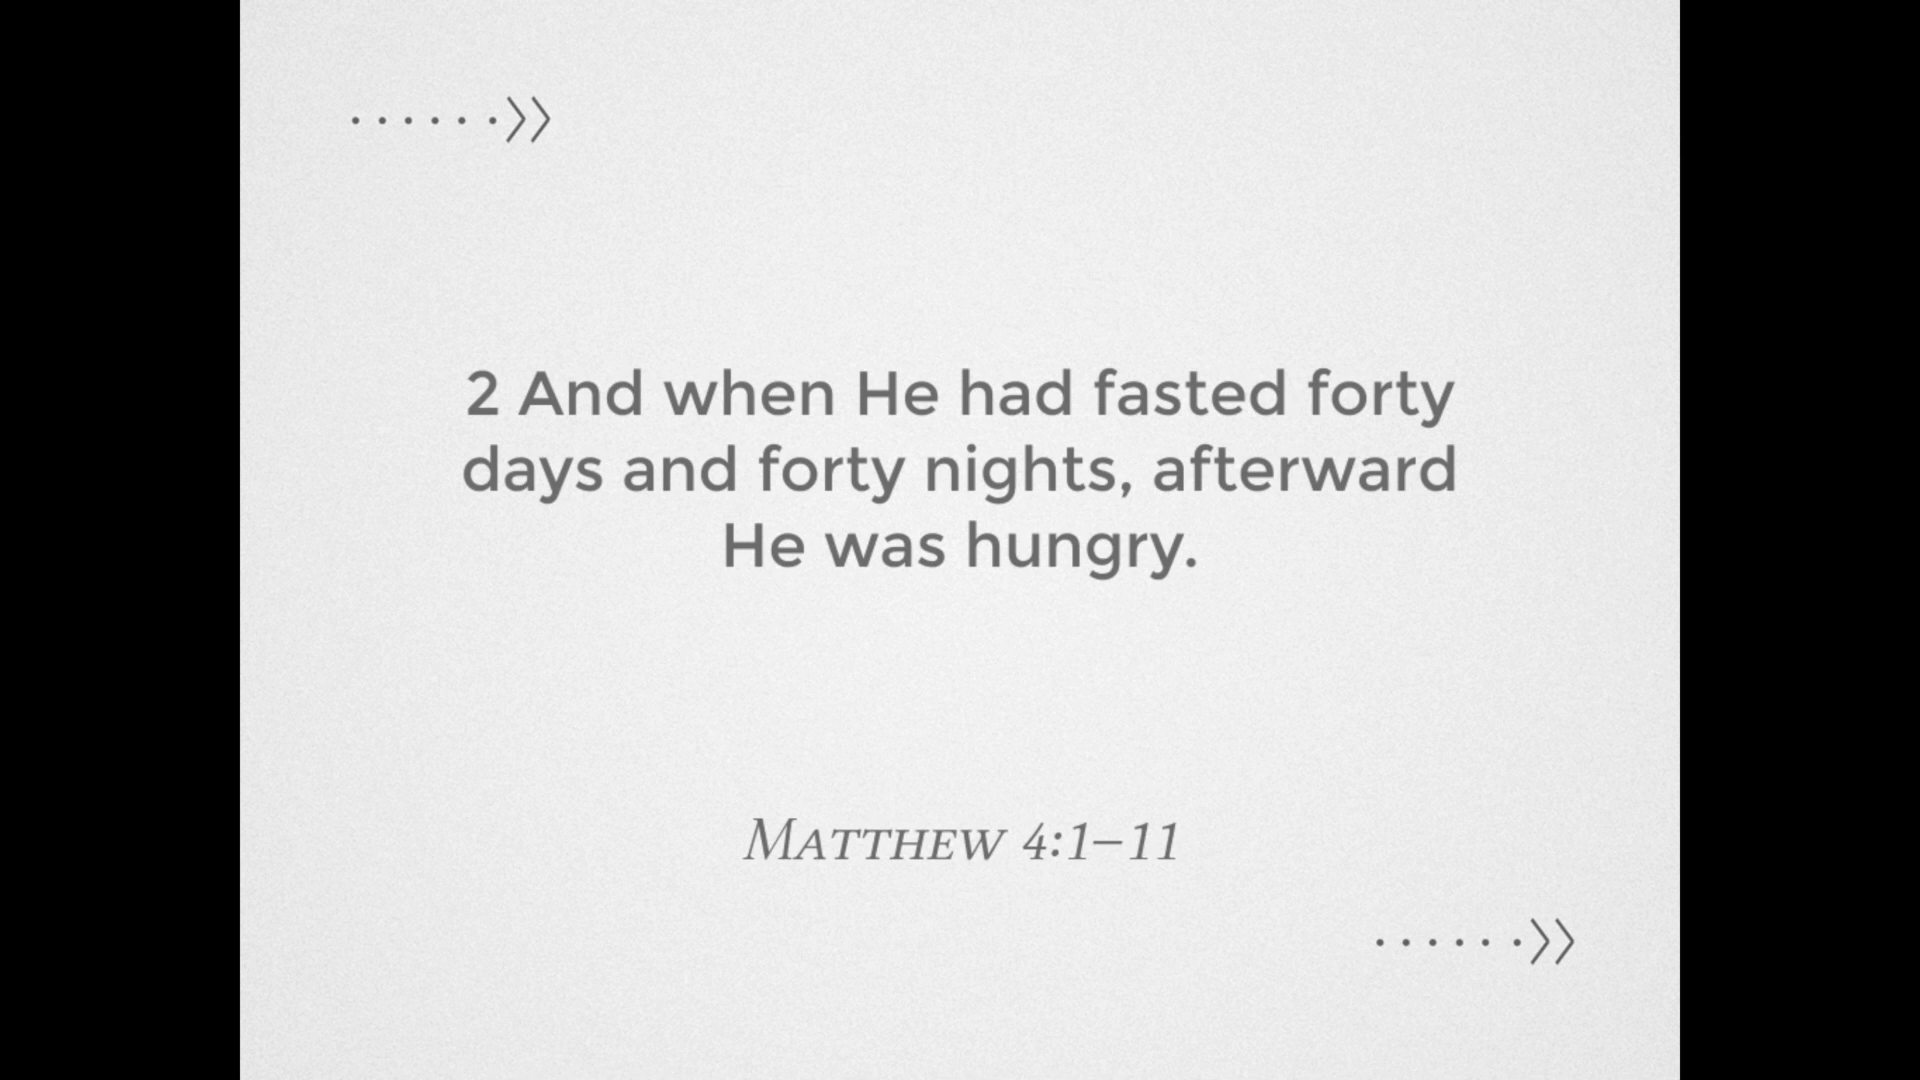 2 And when He had fasted forty
days and forty nights, afterward
He was hungry.
Matthew 4:1–11